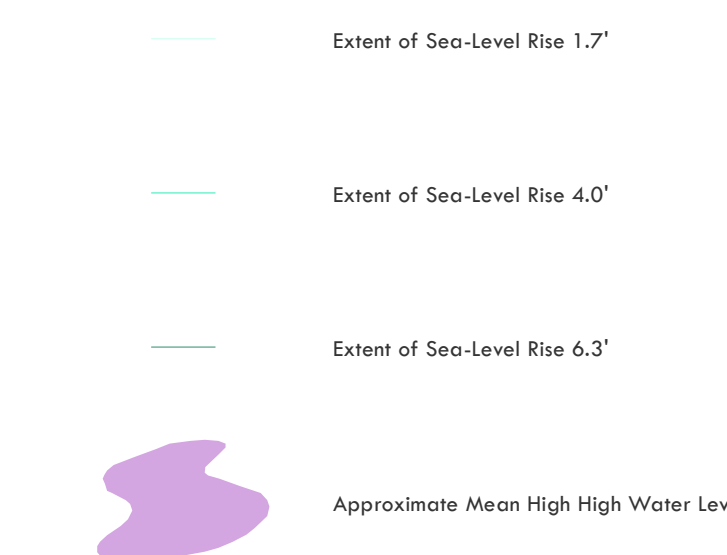 Extent of Sea-Level Rise 1.7'
Extent of Sea-Level Rise 4.0'
Extent of Sea-Level Rise 6.3'
Approximate Mean High High Water Lev